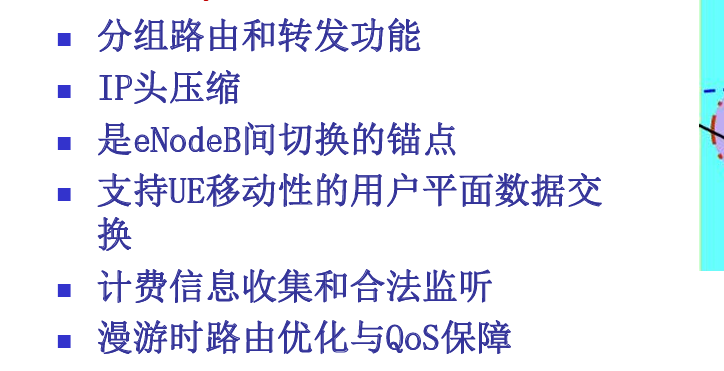 分组路由和转发功能
IP头压缩
是eNodeB间切换的锚点
支持UE移动性的用户平面数据交
换
计费信息收集和合法监听
漫游时路由优化与QoS保障